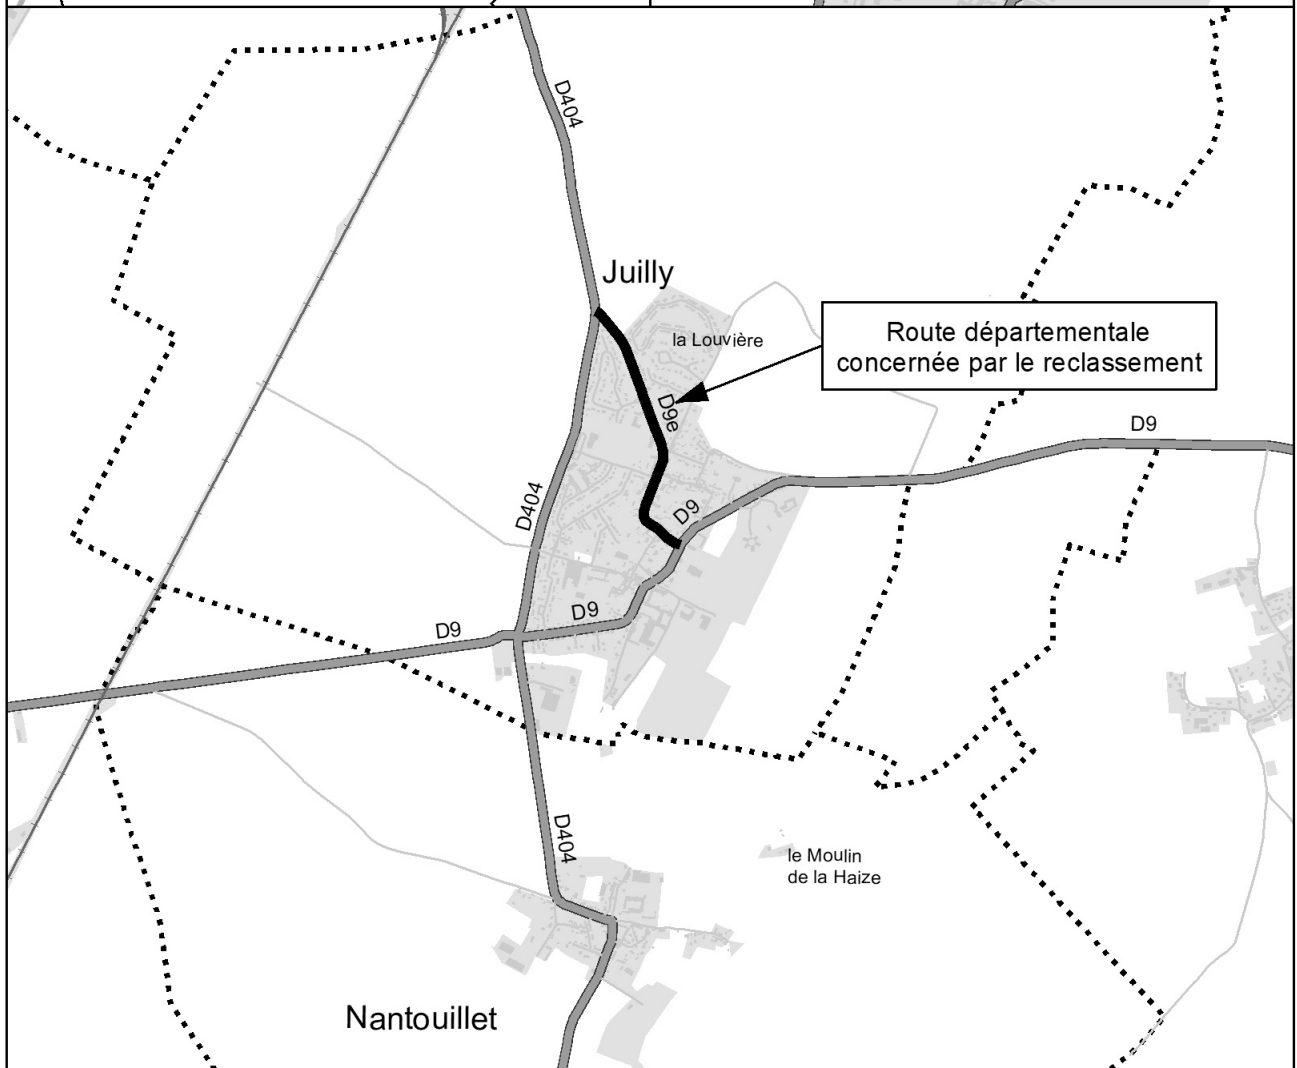 D404
Juilly
la Louvière
Route départementale
concernée par le reclassement
D9e
D9
D404
D9
D9
D9
D404
le Moulin
de la Haize
Nantouillet